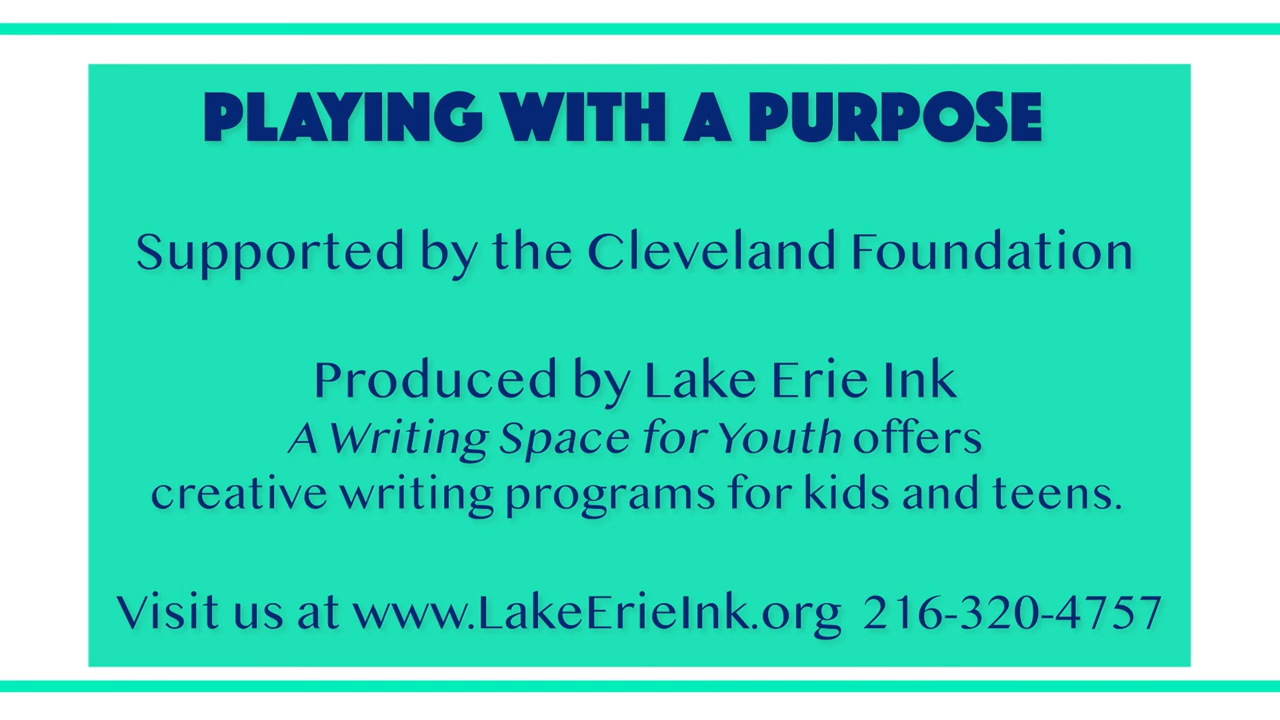 PLAYING WITH A PURPOSE
Supported by the Cleveland Foundation
Produced by Lake Erie Ink
A Writing Space for Youth offers
creative writing programs for kids and teens.
Visit us at www.LakeErieInk.org 216-320-4757